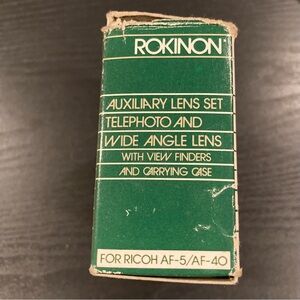 ROKINON
AUXILIARY LENS SET
TELEPHOTO AND
WIDE ANGLE LENS
WITH VIEW FINDERS
AND CARRYING CASE
FOR RICOH AF-5/AF-40